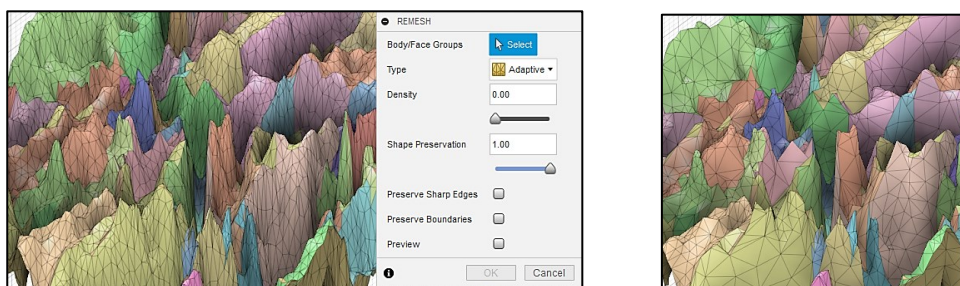 REMESH
Body/Face Groups Select
Type Adaptive
Density 0.00
Shape Preservation 1.00
Preserve Sharp Edges
Preserve Boundaries
Preview
OK Cancel